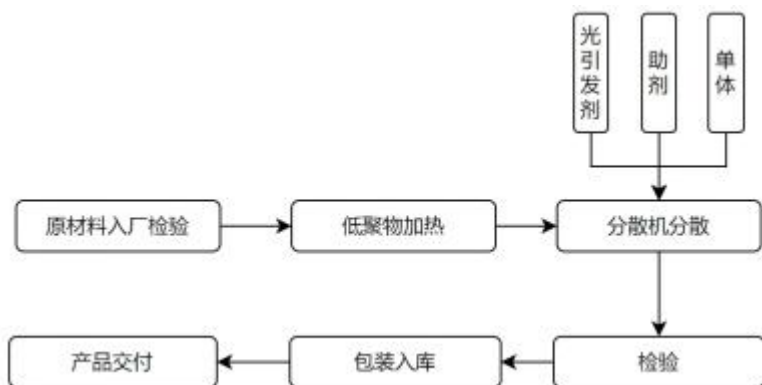 光引发剂
助剂
单体
原材料入厂检验
低聚物加热
分散机分散
产品交付
包装入库
检验